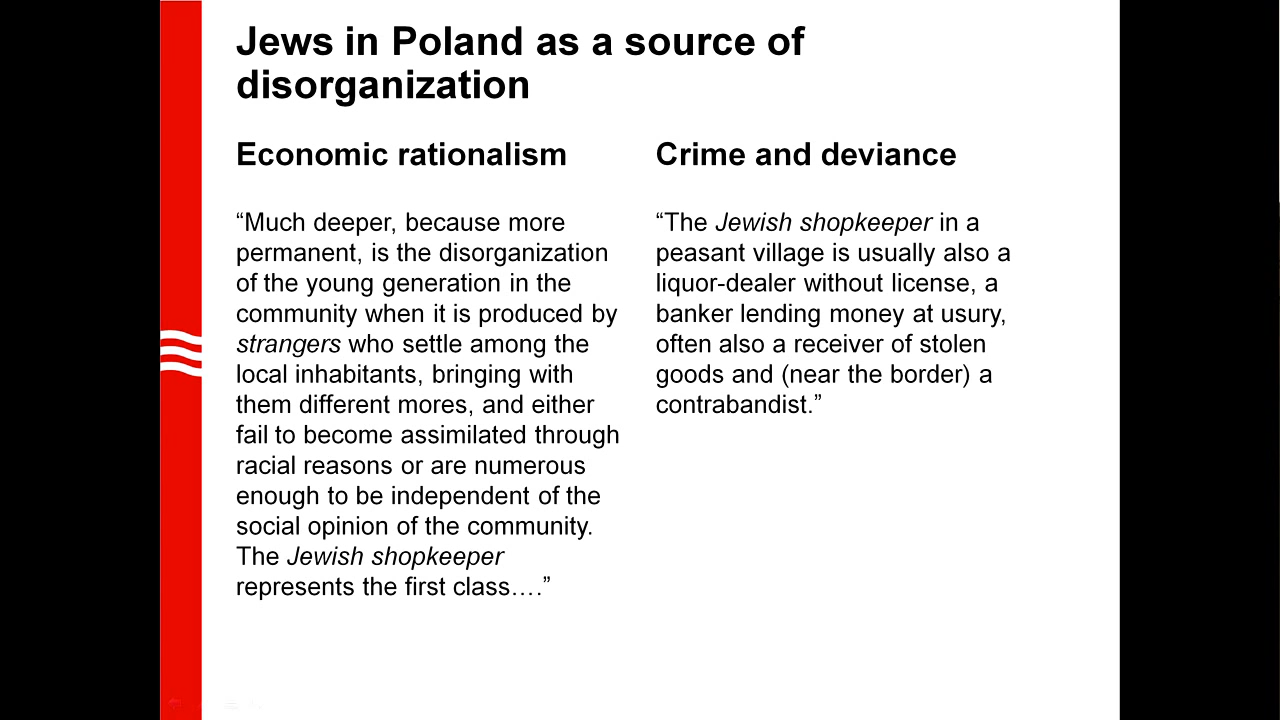 Jews in Poland as a source of
disorganization
Economic rationalism
“Much deeper, because more
permanent, is the disorganization
of the young generation in the
community when it is produced by
strangers who settle among the
local inhabitants, bringing with
them different mores, and either
fail to become assimilated through
racial reasons or are numerous
enough to be independent of the
social opinion of the community.
The Jewish shopkeeper
represents the first class….”
Crime and deviance
“The Jewish shopkeeper in a
peasant village is usually also a
liquor-dealer without license, a
banker lending money at usury,
often also a receiver of stolen
goods and (near the border) a
contrabandist.”